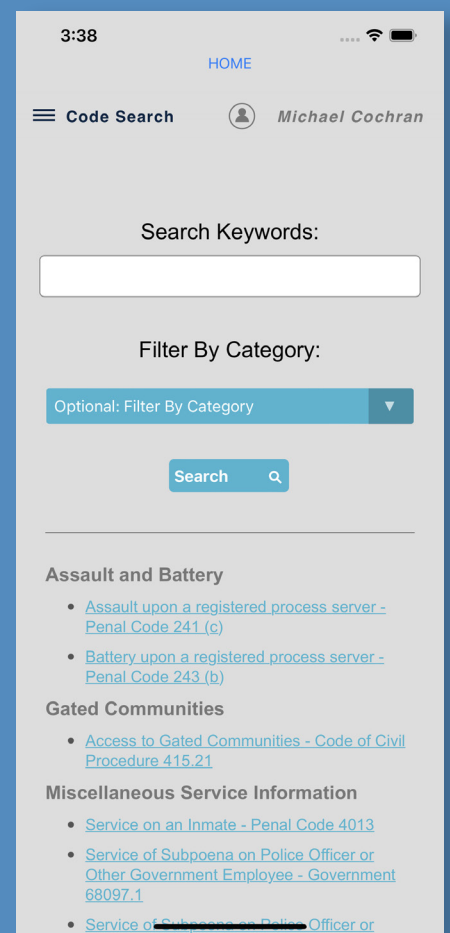 3:38
HOME
Code Search
Michael Cochran
Search Keywords:
Filter By Category:
Optional: Filter By Category
Search
Assault and Battery
Assault upon a registered process server -
Penal Code 241 (c)
Battery upon a registered process server -
Penal Code 243 (b)
Gated Communities
Access to Gated Communities - Code of Civil
Procedure 415.21
Miscellaneous Service Information
Service on an Inmate - Penal Code 4013
Service of Subpoena on Police Officer or
Other Government Employee - Government
68097.1
Service of Subpoena on Police Officer or